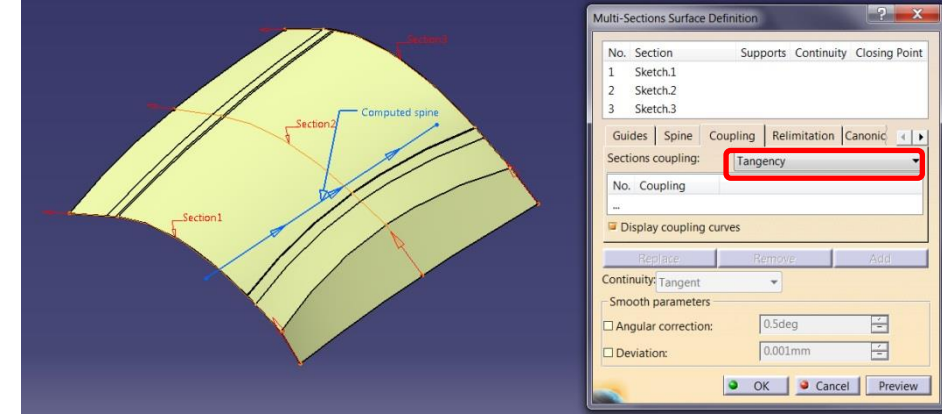 Section3
Computed spine
Section2
Section1
Multi-Sections Surface Definition
No. Section Supports Continuity Closing Point
1 Sketch.1
2 Sketch.2
3 Sketch.3
Guides Spine Coupling Relimitation Canonic
Sections coupling: Tangency
No. Coupling
...
Display coupling curves
Replace Remove Add
Continuity: Tangent
Smooth parameters
Angular correction: 0.5deg
Deviation: 0.001mm
OK Cancel Preview